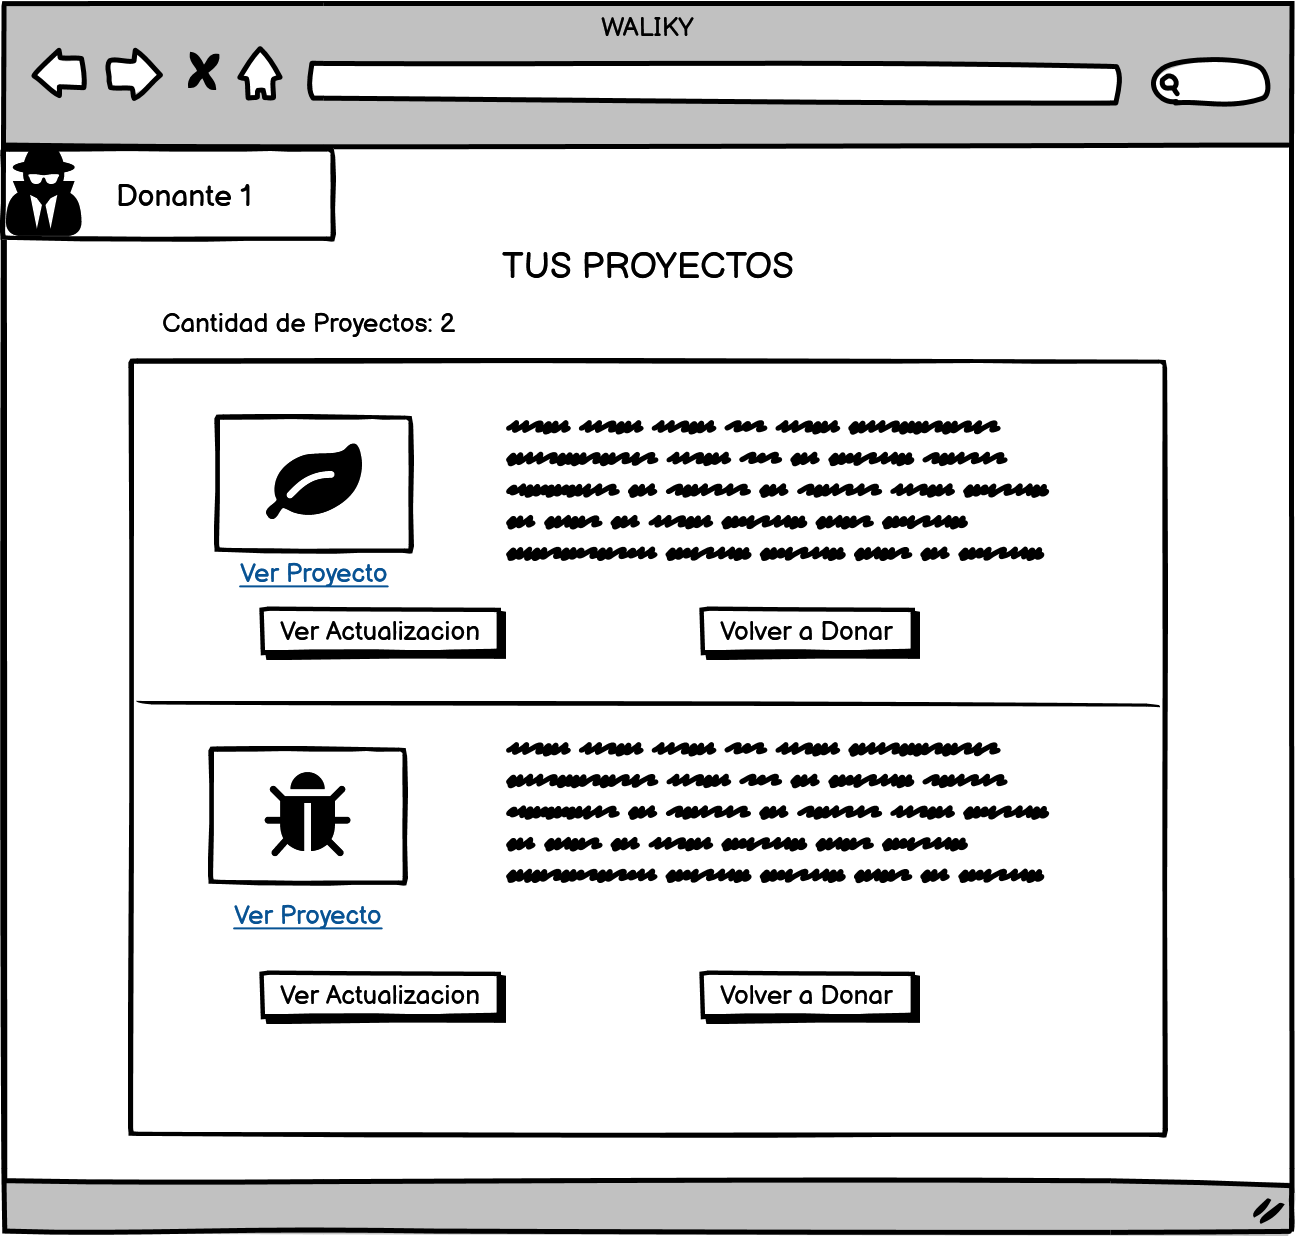 WALIKY
Donante 1
TUS PROYECTOS
Cantidad de Proyectos: 2
Ver Proyecto
Ver Actualizacion
Volver a Donar
Ver Proyecto
Ver Actualizacion
Volver a Donar